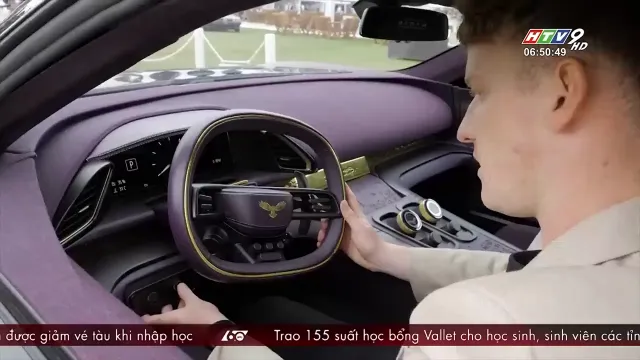 HTV9 HD
06:50:49
P
n được giảm vé tàu khi nhập học
60
Trao 155 suất học bổng Vallet cho học sinh, sinh viên các tỉn